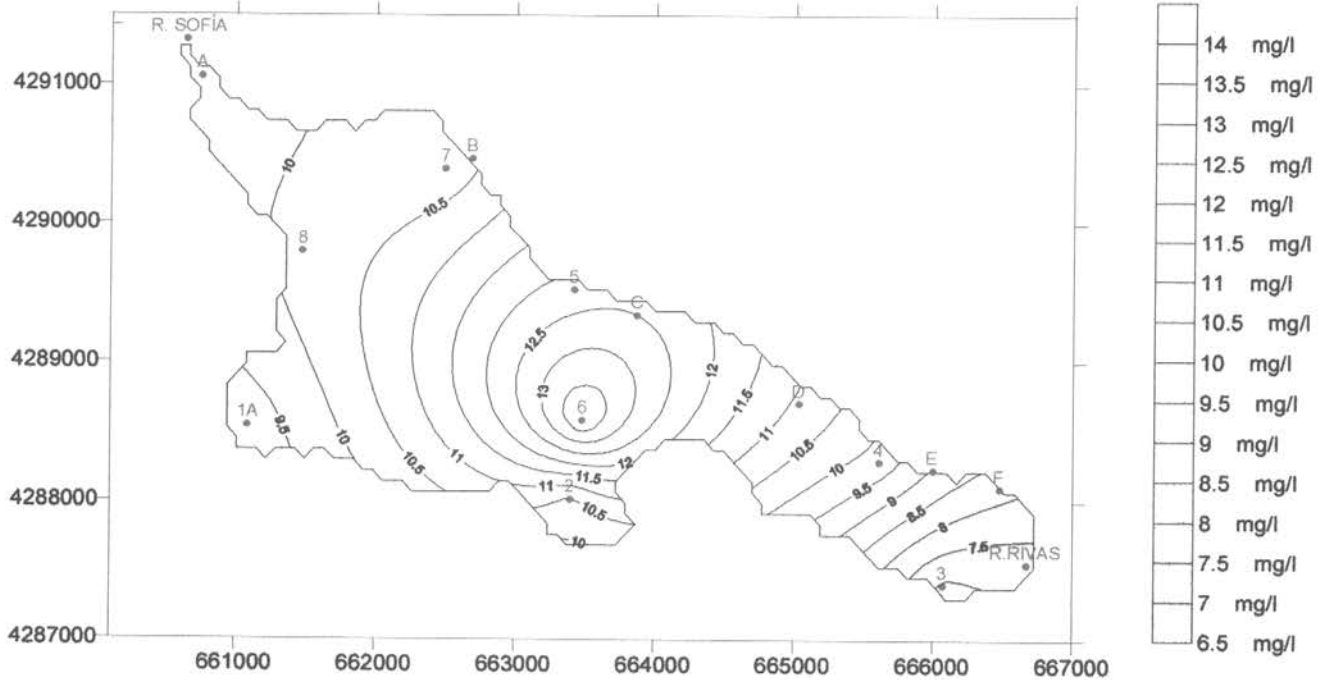 R. SOFÍA
A
B
7
8
5
C
6
1A
2
D
4
E
F
R.RIVAS
3
10
10.5
12.5
13
12
12
11.5
11
10.5
10
9.5
9
8.5
8
7.5
9.5
10
10.5
11
11
11.5
10.5
10
4291000
4290000
4289000
4288000
4287000
661000 662000 663000 664000 665000 666000 667000
14 mg/l
13.5 mg/l
13 mg/l
12.5 mg/l
12 mg/l
11.5 mg/l
11 mg/l
10.5 mg/l
10 mg/l
9.5 mg/l
9 mg/l
8.5 mg/l
8 mg/l
7.5 mg/l
7 mg/l
6.5 mg/l